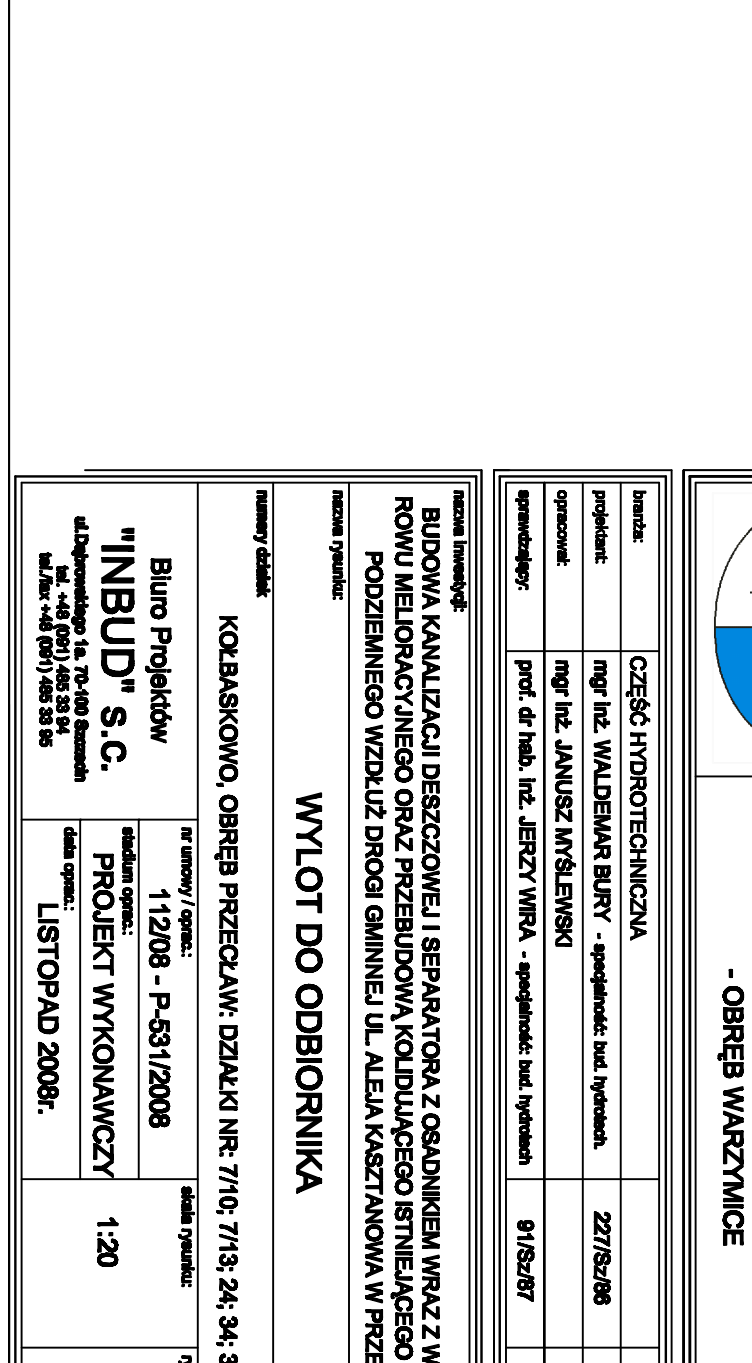 - OBRĘB WARZYMICE
branża:
CZĘŚĆ HYDROTECHNICZNA
projektant:
mgr inż. WALDEMAR BURY - specjalność: bud. hydrotech.
227/Sz/86
opracował:
mgr inż. JANUSZ MYŚLEWSKI
sprawdzający:
prof. dr hab. inż. JERZY WIRA - specjalność: bud. hydrotech
91/Sz/87
nazwa inwestycji:
BUDOWA KANALIZACJI DESZCZOWEJ I SEPARATORA Z OSADNIKIEM WRAZ Z W
ROWU MELIORACYJNEGO ORAZ PRZEBUDOWĄ KOLIDUJĄCEGO ISTNIEJĄCEGO
PODZIEMNEGO WZDŁUŻ DROGI GMINNEJ UL. ALEJA KASZTANOWA W PRZE
nazwa rysunku:
WYLOT DO ODBIORNIKA
numery działek
KOŁBASKOWO, OBRĘB PRZECŁAW: DZIAŁKI NR: 7/10; 7/13; 24; 34; 3
Biuro Projektów
"INBUD" s.c.
ul.Dąbrowskiego 1a, 70-100 Szczecin
tel. +48 (091) 485 33 94
tel./fax +48 (091) 485 33 95
nr umowy / oprac.:
112/08 - P-531/2008
stadium oprac.:
PROJEKT WYKONAWCZY
data oprac.:
LISTOPAD 2008r.
skala rysunku:
1:20